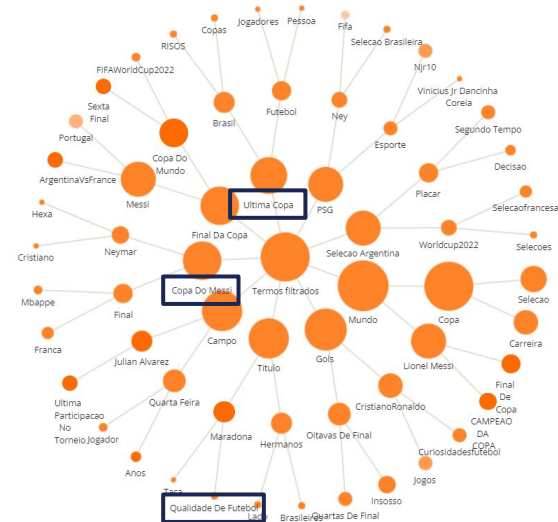 Jogadores
Pessoa
Fifa
Copas
Selecao Brasileira
RISOS
Njr10
FIFAWorldCup2022
Vinicius Jr Dancinha
Coreia
Sexta
Final
Brasil
Futebol
Ney
Esporte
Segundo Tempo
Portugal
Copa Do
Mundo
Decisao
ArgentinaVsFrance
Messi
Ultima Copa
PSG
Placar
Selecaofrancesa
Hexa
Final Da Copa
Selecao Argentina
Worldcup2022
Selecoes
Cristiano
Neymar
Copa Do Messi
Termos filtrados
Mbappe
Final
Mundo
Copa
Selecao
Franca
Campo
Carreira
Julian Alvarez
Titulo
Gols
Lionel Messi
Final
De
Copa
Ultima
Participacao
No
Torneio
Quarta Feira
CristianoRonaldo
CAMPEAO
DA
COPA
Jogador
Maradona
Hermanos
Oitavas De Final
Curiosidadesfutebol
Anos
Taca
Insosso
Jogos
Qualidade De Futebol
Lado
Brasileiros
Quartas De Final